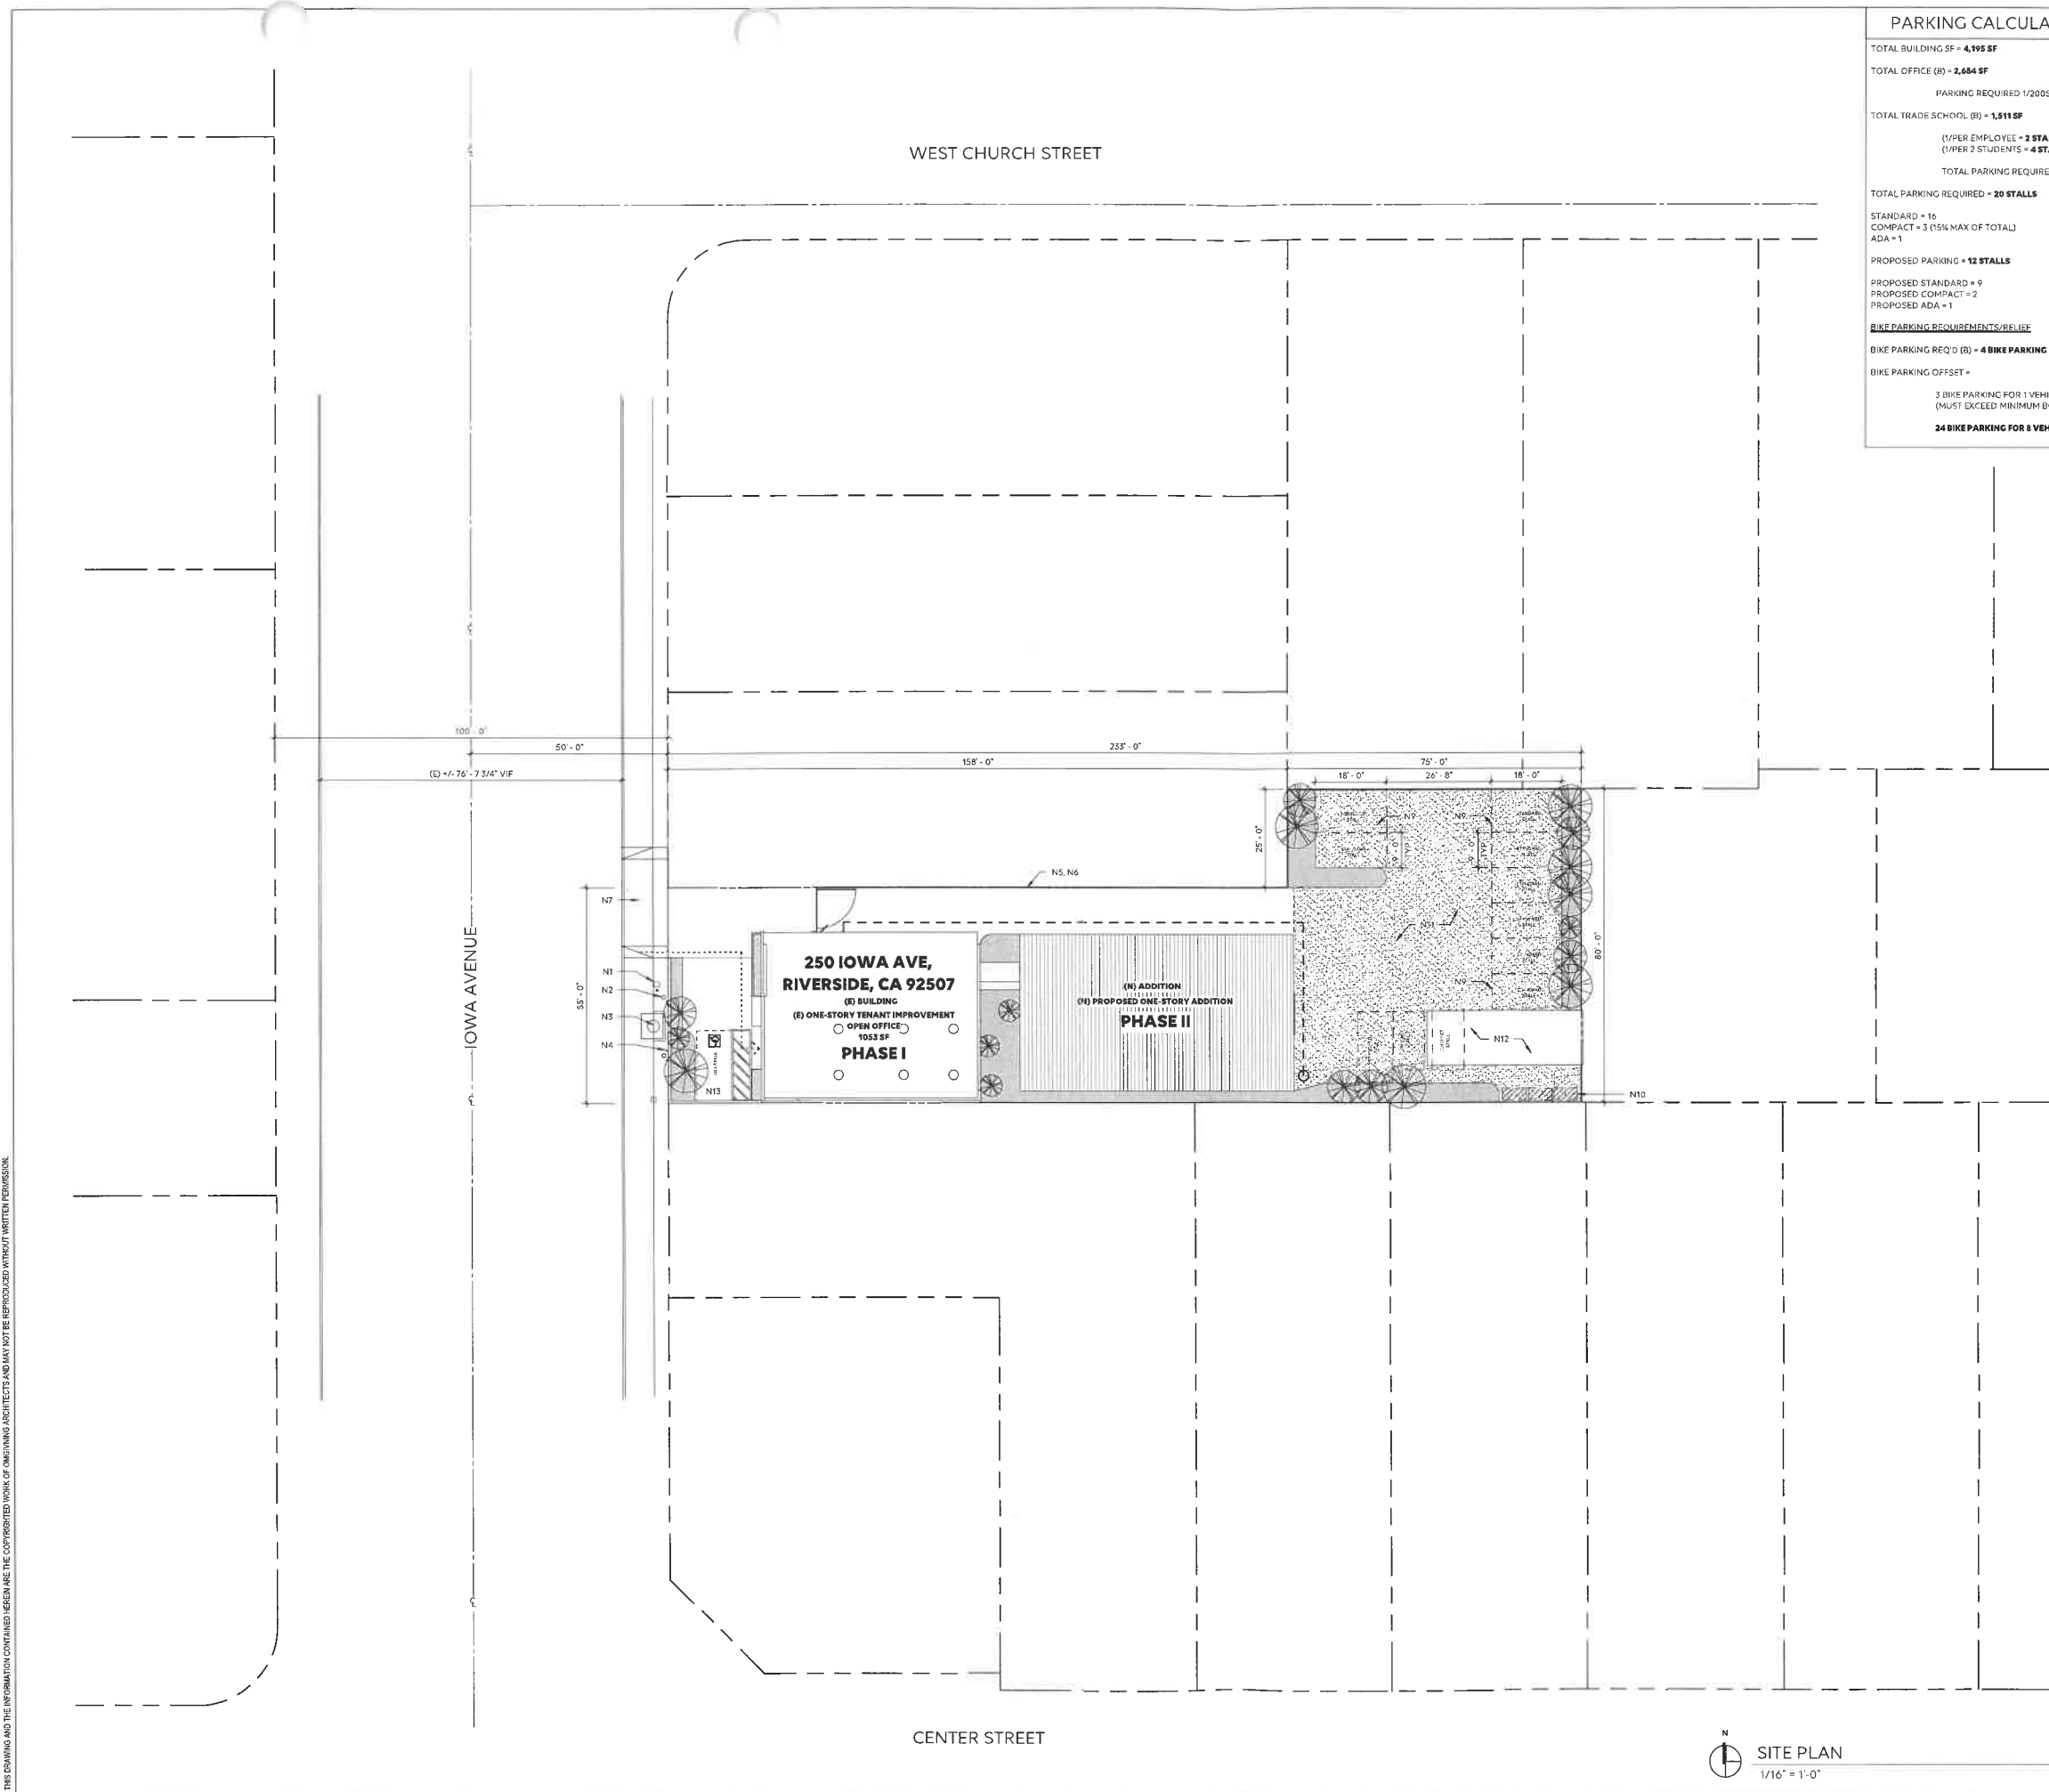 PARKING CALCULA
TOTAL BUILDING SF = 4,195 SF
TOTAL OFFICE (B) = 2,684 SF
PARKING REQUIRED 1/200S
TOTAL TRADE SCHOOL (B) = 1,511 SF
(1/PER EMPLOYEE = 2 STA
(1/PER 2 STUDENTS = 4 ST
TOTAL PARKING REQUIRE
TOTAL PARKING REQUIRED = 20 STALLS
STANDARD = 16
COMPACT = 3 (15% MAX OF TOTAL)
ADA = 1
PROPOSED PARKING = 12 STALLS
PROPOSED STANDARD = 9
PROPOSED COMPACT = 2
PROPOSED ADA = 1
BIKE PARKING REQUIREMENTS/RELIEF
BIKE PARKING REQ'D (B) = 4 BIKE PARKING
BIKE PARKING OFFSET =
3 BIKE PARKING FOR 1 VEHI
(MUST EXCEED MINIMUM B
24 BIKE PARKING FOR 8 VEH
WEST CHURCH STREET
100' - 0"
50' - 0"
233' - 0"
158' - 0"
75' - 0"
(E) +/- 76' - 7 3/4" VIF
18' - 0"
26' - 8"
18' - 0"
25' - 0"
N9
N9
9' - 0"
TYP
9' - 0"
TYP
N5, N6
N7
IOWA AVENUE
55' - 0"
80' - 0"
N11
N1
N2
N3
N4
250 IOWA AVE,
RIVERSIDE, CA 92507
(E) BUILDING
(E) ONE-STORY TENANT IMPROVEMENT
OPEN OFFICE
1053 SF
PHASE I
(N) ADDITION
(N) PROPOSED ONE-STORY ADDITION
PHASE II
N9
N12
N13
N10
CENTER STREET
N
SITE PLAN
1/16" = 1'-0"
THIS DRAWING AND THE INFORMATION CONTAINED HEREIN ARE THE COPYRIGHTED WORK OF OMGIVNING ARCHITECTS AND MAY NOT BE REPRODUCED WITHOUT WRITTEN PERMISSION.